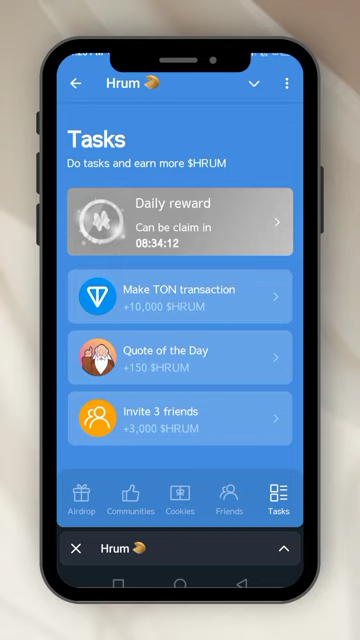 Hrum
Tasks
Do tasks and earn more $HRUM
Daily reward
Can be claim in
08:34:12
Make TON transaction
+10,000 $HRUM
Quote of the Day
+150 $HRUM
Invite 3 friends
+3,000 $HRUM
Airdrop
Communities
Cookies
Friends
Tasks
Hrum